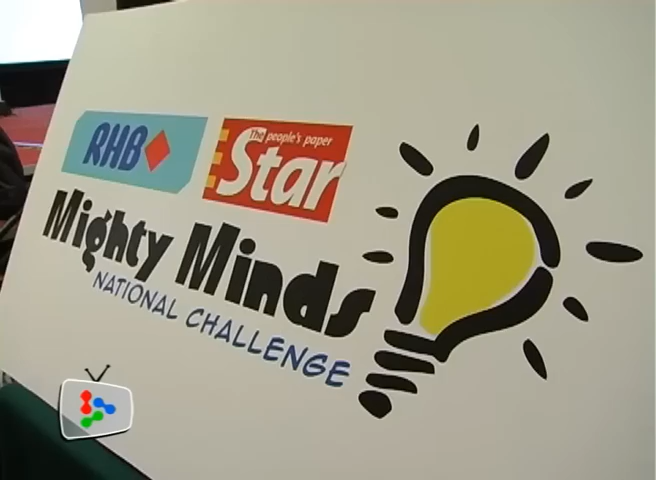 RHB
The people's paper
Star
Mighty Minds
NATIONAL CHALLENGE